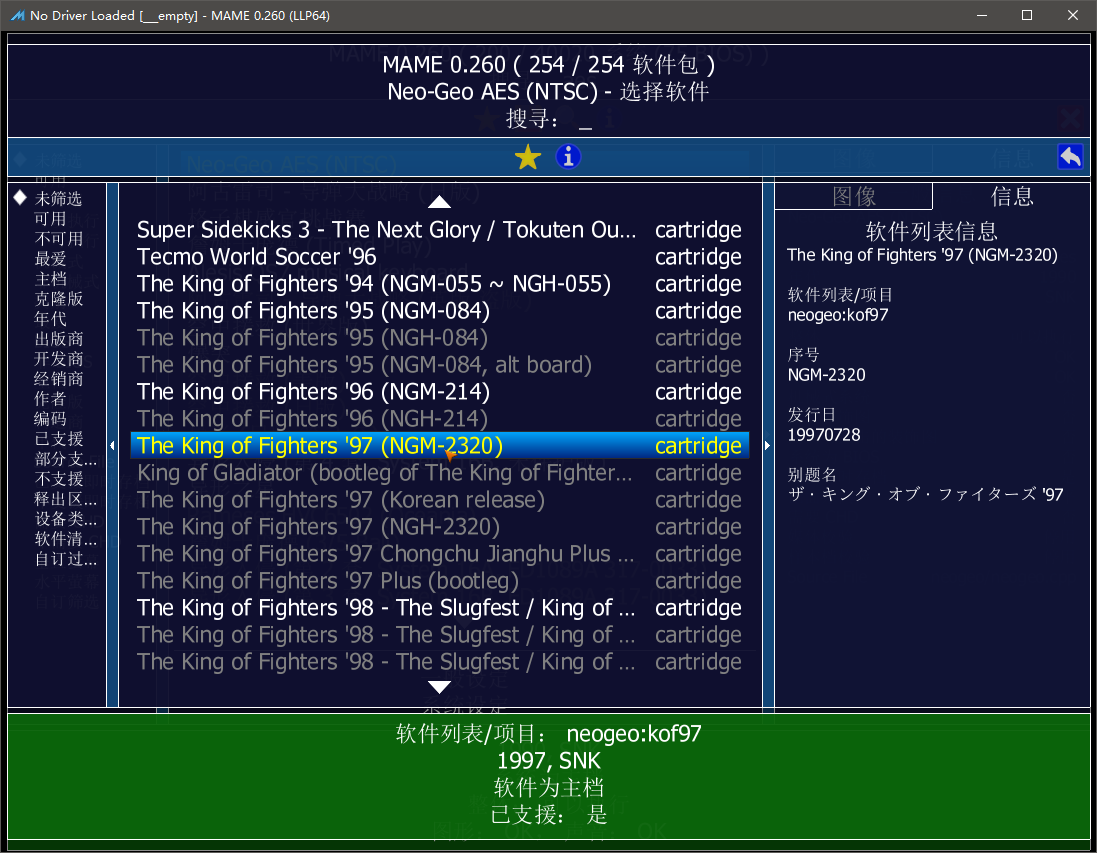 No Driver Loaded [__empty] - MAME 0.260 (LLP64)
MAME 0.260 ( 254 / 254 软件包 )
Neo-Geo AES (NTSC) - 选择软件
搜寻： _
未筛选
可用
不可用
最爱
主档
克隆版
年代
出版商
开发商
经销商
作者
编码
已支援
部分支...
不支援
释出区...
设备类...
软件清...
自订过...
Super Sidekicks 3 - The Next Glory / Tokuten Ou... cartridge
Tecmo World Soccer '96 cartridge
The King of Fighters '94 (NGM-055 ~ NGH-055) cartridge
The King of Fighters '95 (NGM-084) cartridge
The King of Fighters '95 (NGH-084) cartridge
The King of Fighters '95 (NGM-084, alt board) cartridge
The King of Fighters '96 (NGM-214) cartridge
The King of Fighters '96 (NGH-214) cartridge
The King of Fighters '97 (NGM-2320) cartridge
King of Gladiator (bootleg of The King of Fighter... cartridge
The King of Fighters '97 (Korean release) cartridge
The King of Fighters '97 (NGH-2320) cartridge
The King of Fighters '97 Chongchu Jianghu Plus ... cartridge
The King of Fighters '97 Plus (bootleg) cartridge
The King of Fighters '98 - The Slugfest / King of ... cartridge
The King of Fighters '98 - The Slugfest / King of ... cartridge
The King of Fighters '98 - The Slugfest / King of ... cartridge
图像 信息
软件列表信息
The King of Fighters '97 (NGM-2320)
软件列表/项目
neogeo:kof97
序号
NGM-2320
发行日
19970728
别题名
ザ・キング・オブ・ファイターズ '97
软件列表/项目： neogeo:kof97
1997, SNK
软件为主档
已支援： 是